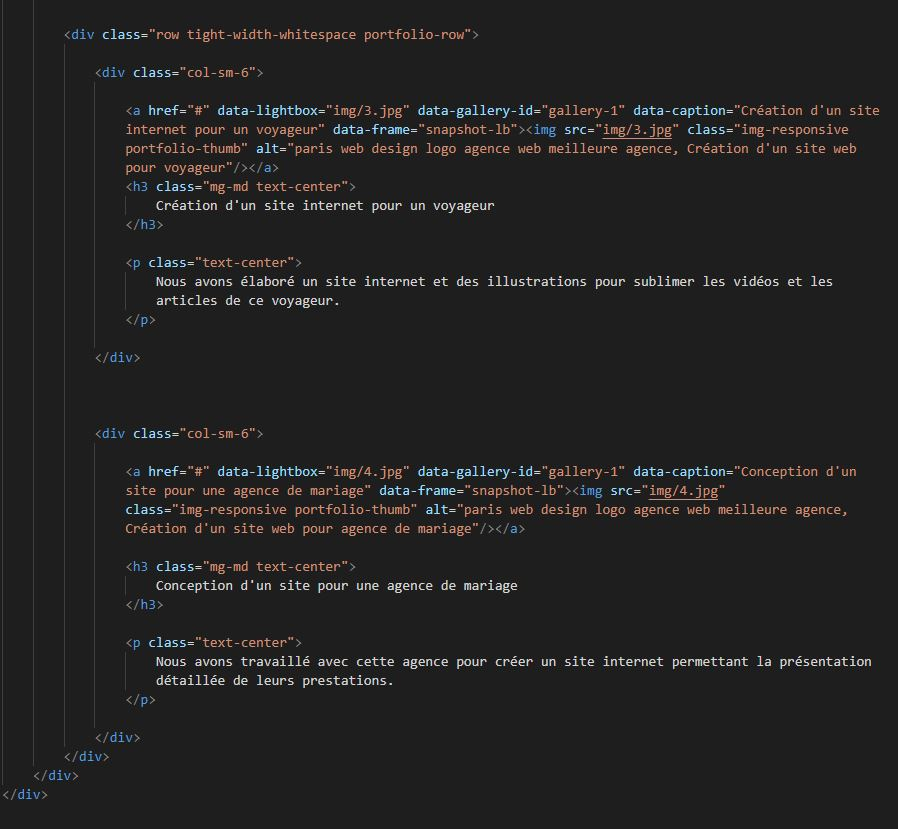 <div class="row tight-width-whitespace portfolio-row">
<div class="col-sm-6">
<a href="#" data-lightbox="img/3.jpg" data-gallery-id="gallery-1" data-caption="Création d'un site
internet pour un voyageur" data-frame="snapshot-lb"><img src="img/3.jpg" class="img-responsive
portfolio-thumb" alt="paris web design logo agence web meilleure agence, Création d'un site web
pour voyageur"/></a>
<h3 class="mg-md text-center">
Création d'un site internet pour un voyageur
</h3>
<p class="text-center">
Nous avons élaboré un site internet et des illustrations pour sublimer les vidéos et les
articles de ce voyageur.
</p>
</div>
<div class="col-sm-6">
<a href="#" data-lightbox="img/4.jpg" data-gallery-id="gallery-1" data-caption="Conception d'un
site pour une agence de mariage" data-frame="snapshot-lb"><img src="img/4.jpg"
class="img-responsive portfolio-thumb" alt="paris web design logo agence web meilleure agence,
Création d'un site web pour agence de mariage"/></a>
<h3 class="mg-md text-center">
Conception d'un site pour une agence de mariage
</h3>
<p class="text-center">
Nous avons travaillé avec cette agence pour créer un site internet permettant la présentation
détaillée de leurs prestations.
</p>
</div>
</div>
</div>
</div>